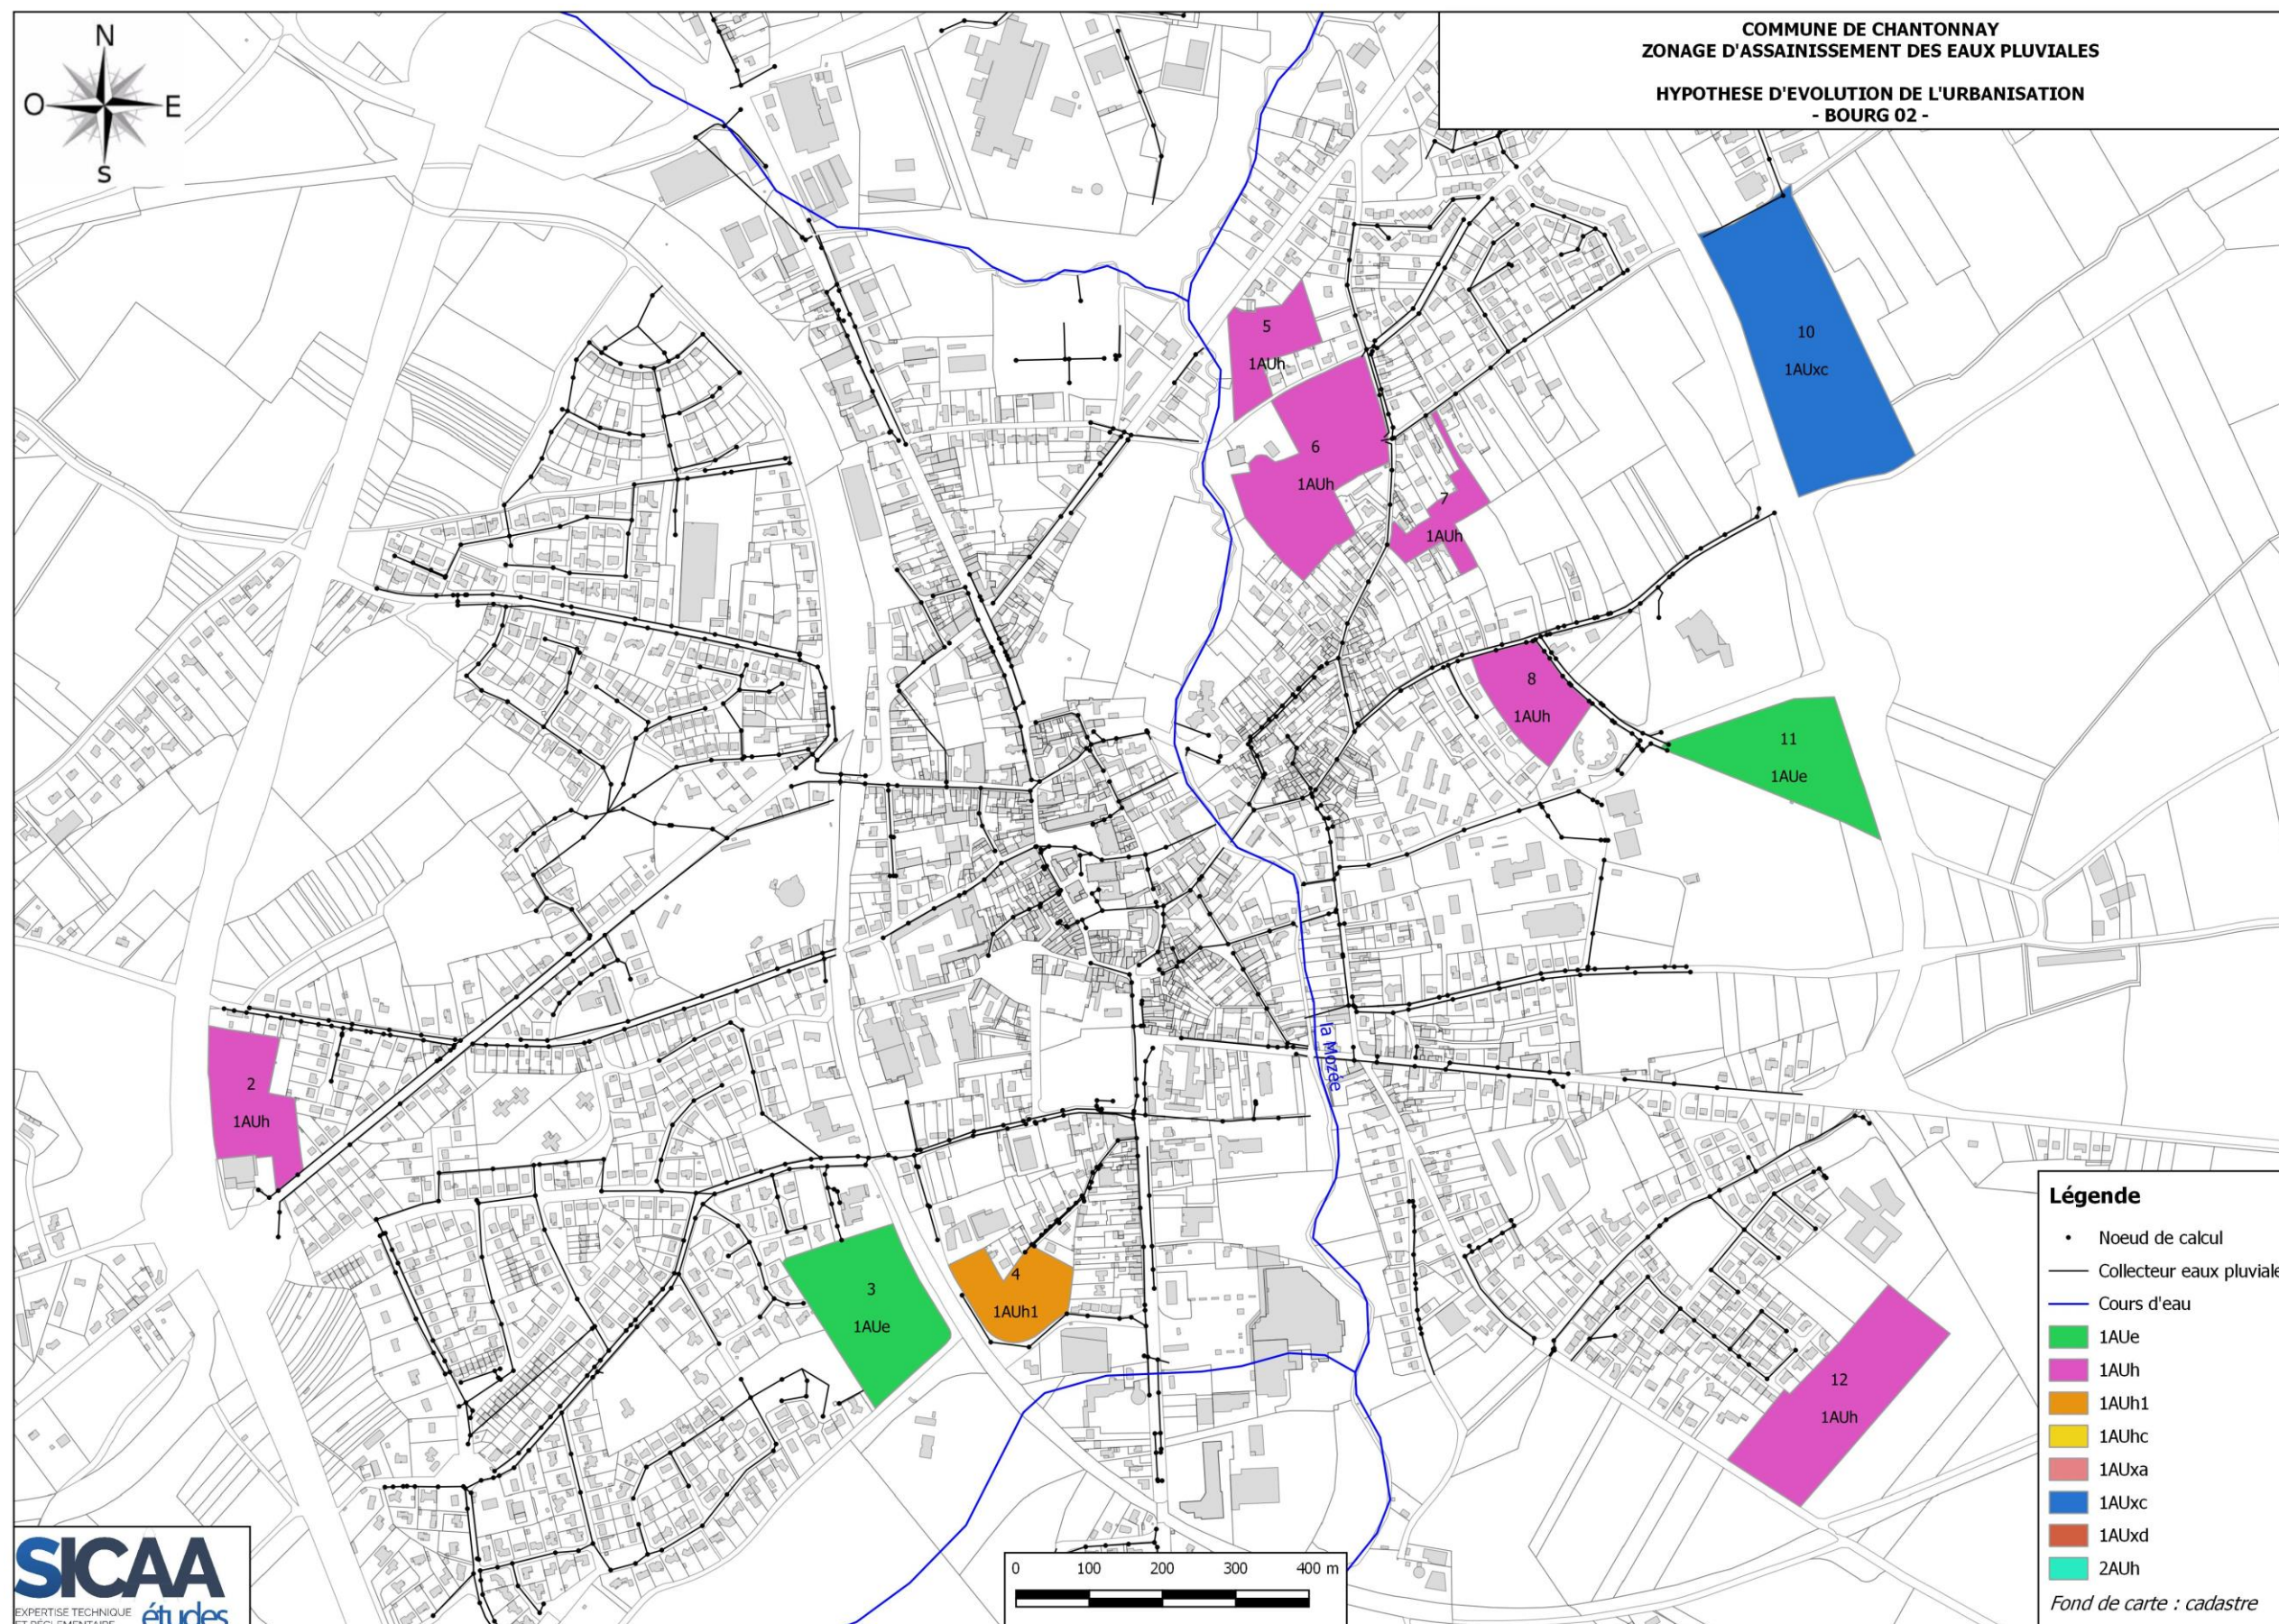 COMMUNE DE CHANTONNAY
ZONAGE D'ASSAINISSEMENT DES EAUX PLUVIALES
HYPOTHESE D'EVOLUTION DE L'URBANISATION
- BOURG 02 -
N
O
E
S
5
1AUh
6
1AUh
7
1AUh
10
1AUxc
8
1AUh
11
1AUe
2
1AUh
la Mozée
3
1AUe
4
1AUh1
12
1AUh
Légende
Noeud de calcul
Collecteur eaux pluviale
Cours d'eau
1AUe
1AUh
1AUh1
1AUhc
1AUxa
1AUxc
1AUxd
2AUh
Fond de carte : cadastre
0 100 200 300 400 m
SICAA
EXPERTISE TECHNIQUE
ET RÉGLEMENTAIRE
études